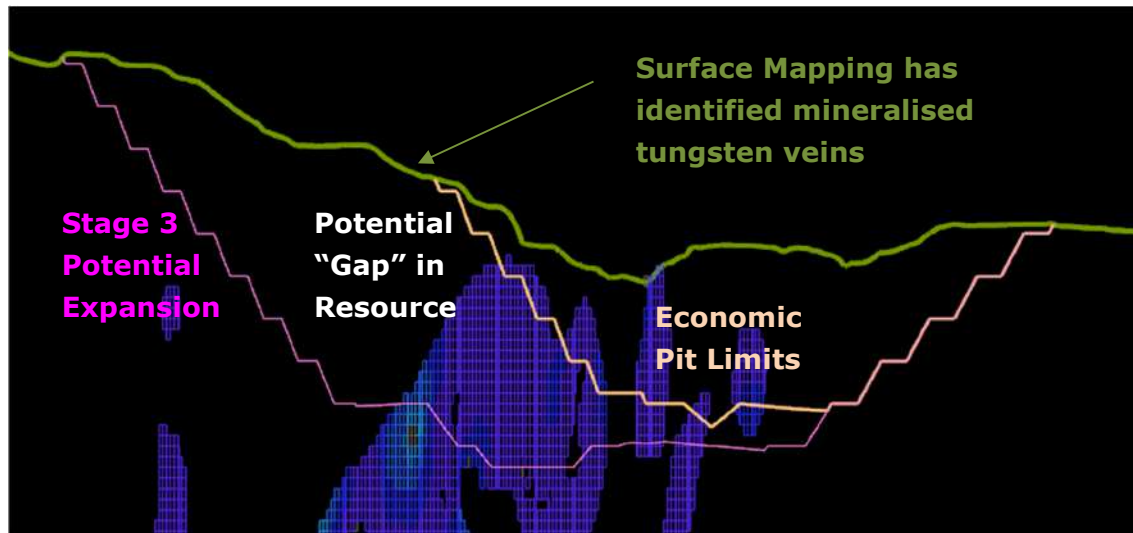 Surface Mapping has
identified mineralised
tungsten veins
Stage 3
Potential
Expansion
Potential
“Gap” in
Resource
Economic
Pit Limits